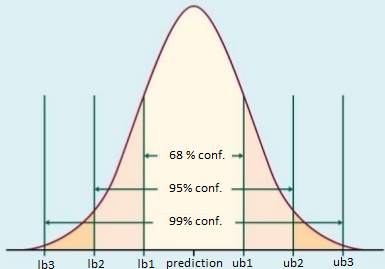 68 % conf.
95% conf.
99% conf.
lb3 lb2 lb1 prediction ub1 ub2 ub3